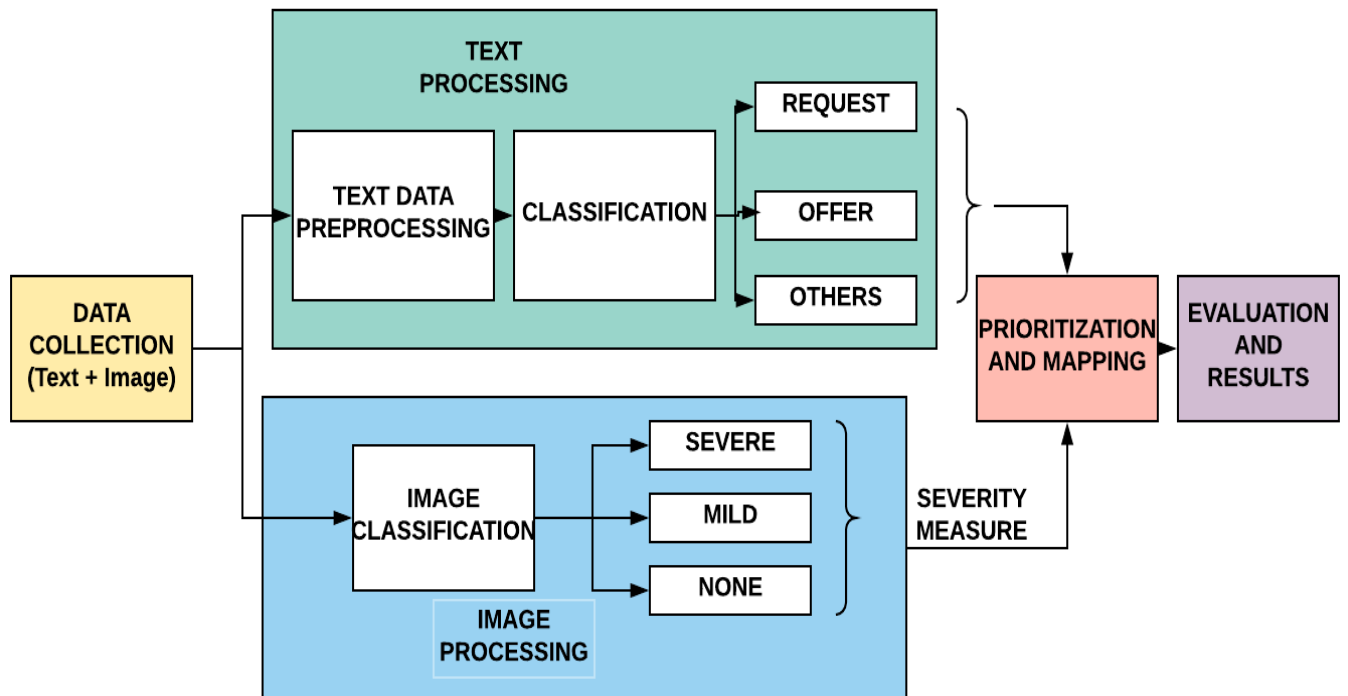 TEXT
PROCESSING
REQUEST
TEXT DATA
PREPROCESSING
CLASSIFICATION
OFFER
OTHERS
DATA
COLLECTION
(Text + Image)
PRIORITIZATION
AND MAPPING
EVALUATION
AND
RESULTS
SEVERE
IMAGE
CLASSIFICATION
MILD
NONE
SEVERITY
MEASURE
IMAGE
PROCESSING